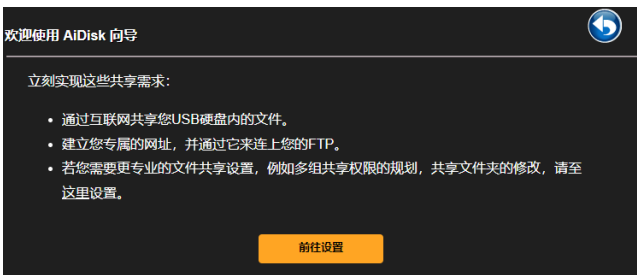 欢迎使用 AiDisk 向导
立刻实现这些共享需求：
• 通过互联网共享您USB硬盘内的文件。
• 建立您专属的网址，并通过它来连上您的FTP。
• 若您需要更专业的文件共享设置，例如多组共享权限的规划，共享文件夹的修改，请至
这里设置。
前往设置